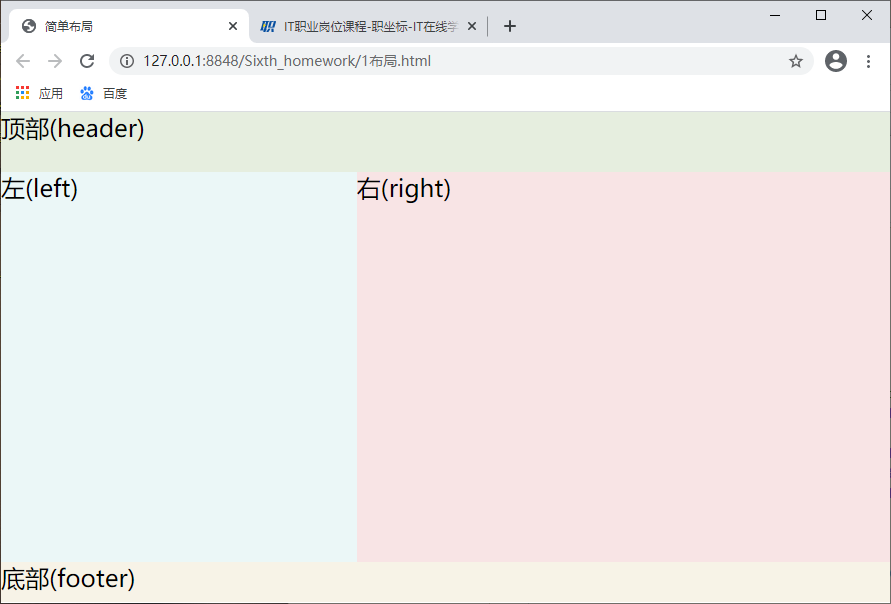 简单布局
IT职业岗位课程-职坐标-IT在线学
127.0.0.1:8848/Sixth_homework/1布局.html
应用 百度
顶部(header)
左(left)
右(right)
底部(footer)